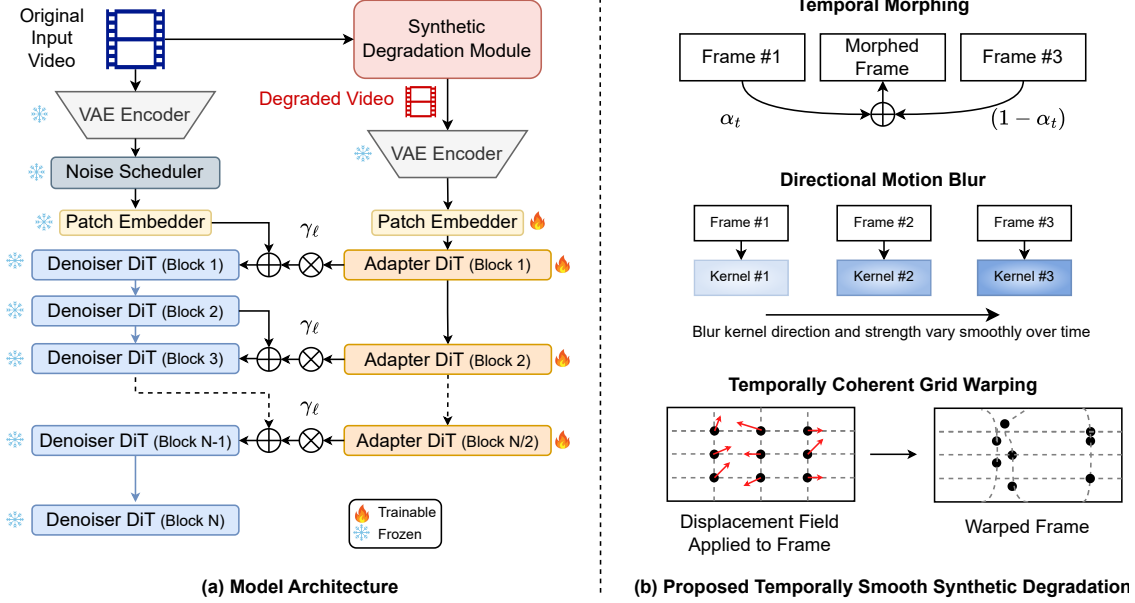 Original
Input
Video
Synthetic
Degradation Module
Degraded Video
VAE Encoder
VAE Encoder
Noise Scheduler
Patch Embedder
Patch Embedder
γℓ
Denoiser DiT (Block 1)
Adapter DiT (Block 1)
Denoiser DiT (Block 2)
γℓ
Denoiser DiT (Block 3)
Adapter DiT (Block 2)
γℓ
Denoiser DiT (Block N-1)
Adapter DiT (Block N/2)
Denoiser DiT (Block N)
Trainable
Frozen
(a) Model Architecture
Temporal Morphing
Frame #1
Morphed
Frame
Frame #3
αt
(1 − αt)
Directional Motion Blur
Frame #1
Frame #2
Frame #3
Kernel #1
Kernel #2
Kernel #3
Blur kernel direction and strength vary smoothly over time
Temporally Coherent Grid Warping
Displacement Field
Applied to Frame
Warped Frame
(b) Proposed Temporally Smooth Synthetic Degradation